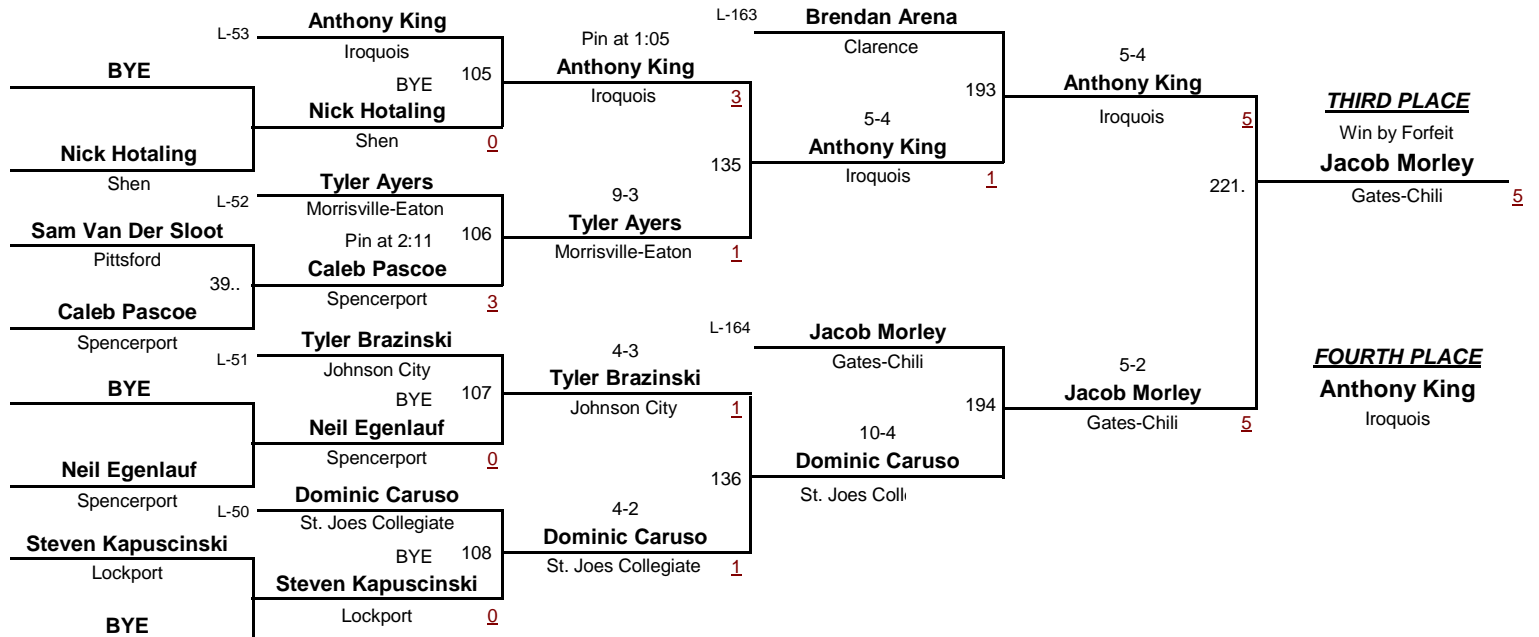 BYE
Nick Hotaling
Shen
Sam Van Der Sloot
Pittsford
39..
Caleb Pascoe
Spencerport
BYE
Neil Egenlauf
Spencerport
Steven Kapuscinski
Lockport
BYE
L-53
Anthony King
Iroquois
BYE
105
Nick Hotaling
Shen
0
L-52
Tyler Ayers
Morrisville-Eaton
Pin at 2:11
106
Caleb Pascoe
Spencerport
3
L-51
Tyler Brazinski
Johnson City
BYE
107
Neil Egenlauf
Spencerport
0
L-50
Dominic Caruso
St. Joes Collegiate
BYE
108
Steven Kapuscinski
Lockport
0
Pin at 1:05
Anthony King
Iroquois
3
135
9-3
Tyler Ayers
Morrisville-Eaton
1
4-3
Tyler Brazinski
Johnson City
1
136
4-2
Dominic Caruso
St. Joes Collegiate
1
L-163
Brendan Arena
Clarence
193
5-4
Anthony King
Iroquois
1
L-164
Jacob Morley
Gates-Chili
194
10-4
Dominic Caruso
St. Joes Coll
5-4
Anthony King
Iroquois
5
221.
5-2
Jacob Morley
Gates-Chili
5
THIRD PLACE
Win by Forfeit
Jacob Morley
Gates-Chili
5
FOURTH PLACE
Anthony King
Iroquois